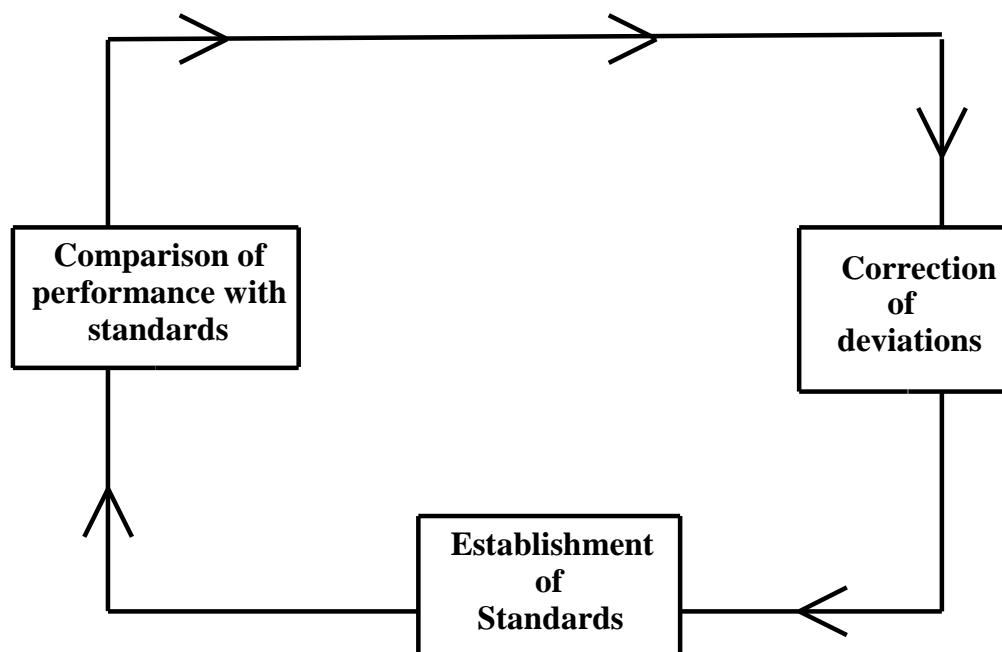 Comparison of
performance with
standards
Correction
of
deviations
Establishment
of
Standards